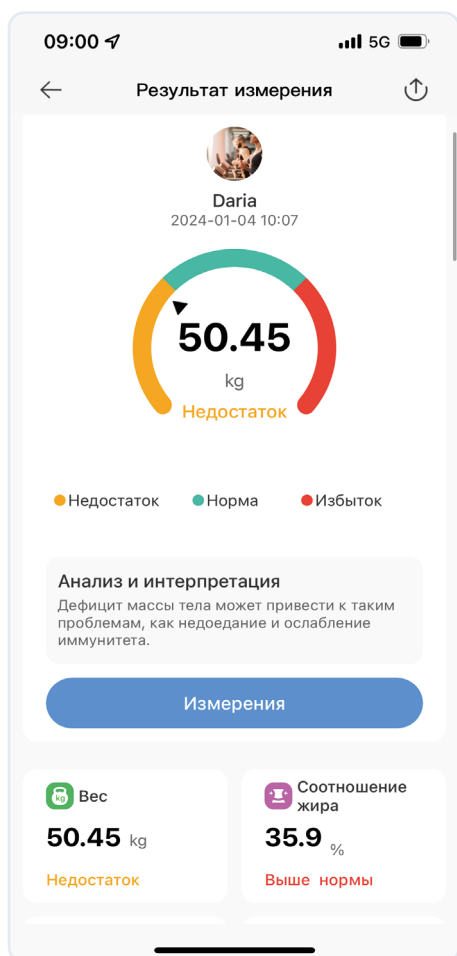 09:00 5G
Результат измерения
Daria
2024-01-04 10:07
50.45
kg
Недостаток
Недостаток Норма Избыток
Анализ и интерпретация
Дефицит массы тела может привести к таким
проблемам, как недоедание и ослабление
иммунитета.
Измерения
kg Вес
50.45 kg
Недостаток
Соотношение
жира
35.9 %
Выше нормы